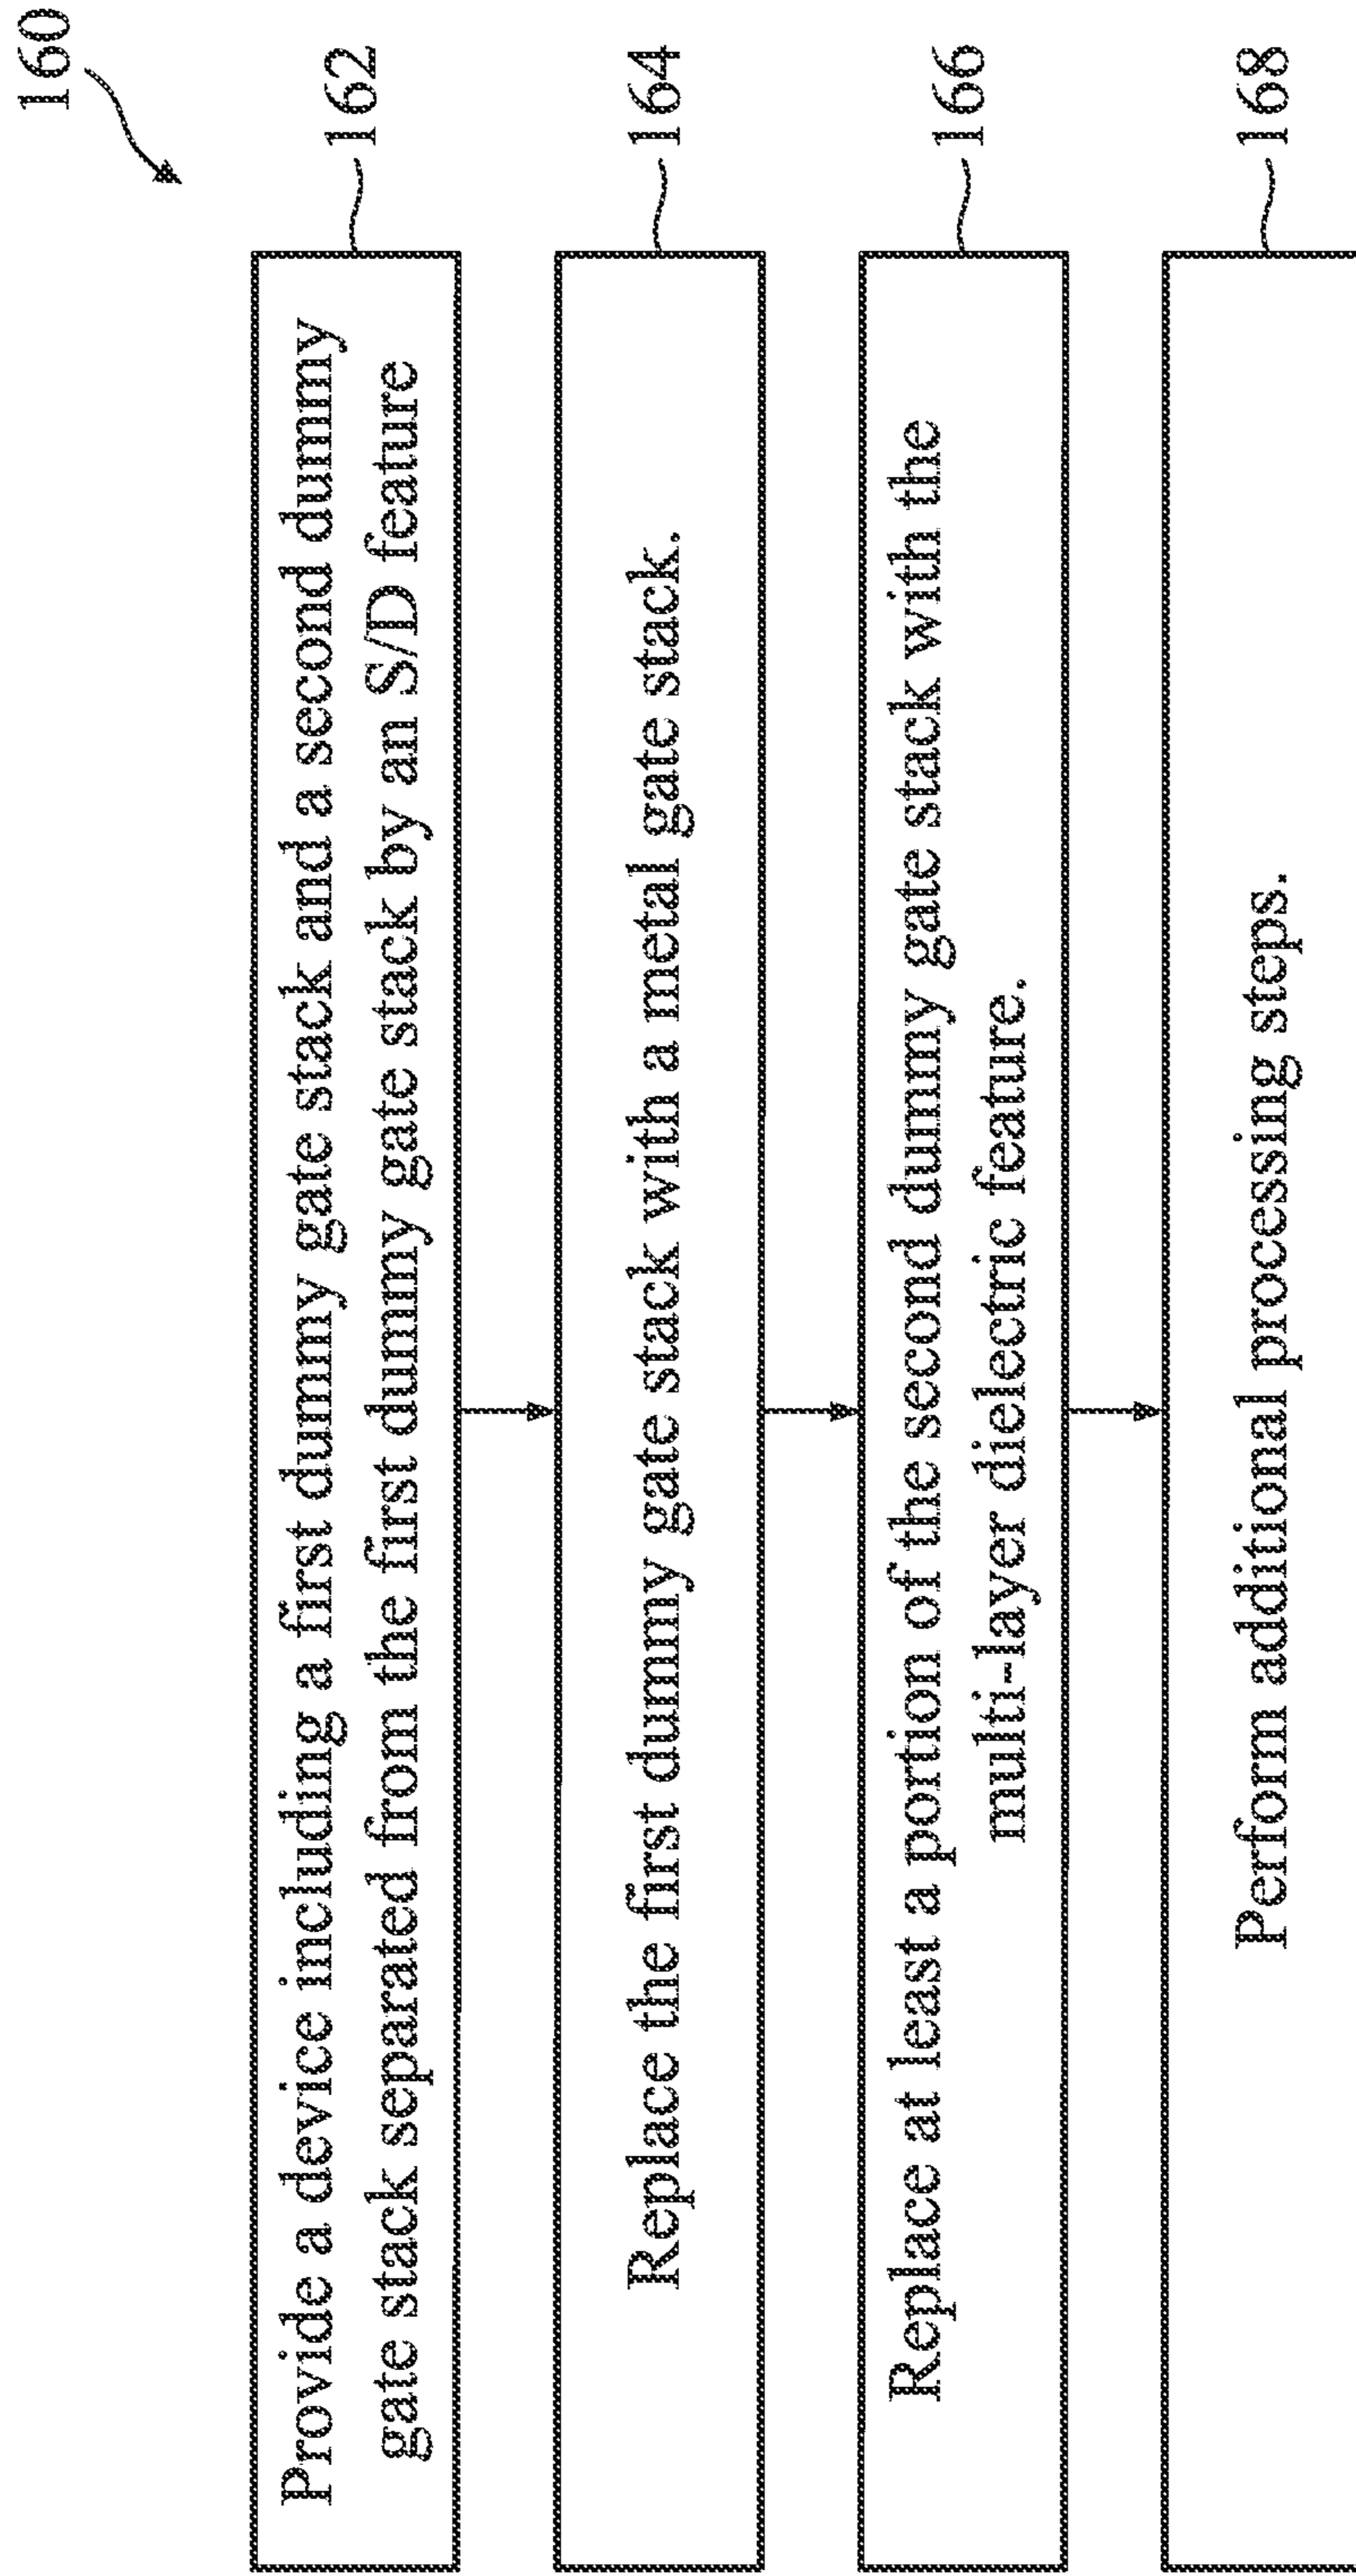 160
Provide a device including a first dummy gate stack and a second dummy
gate stack separated from the first dummy gate stack by an S/D feature
162
Replace the first dummy gate stack with a metal gate stack.
164
Replace at least a portion of the second dummy gate stack with the
multi-layer dielectric feature.
166
Perform additional processing steps.
168